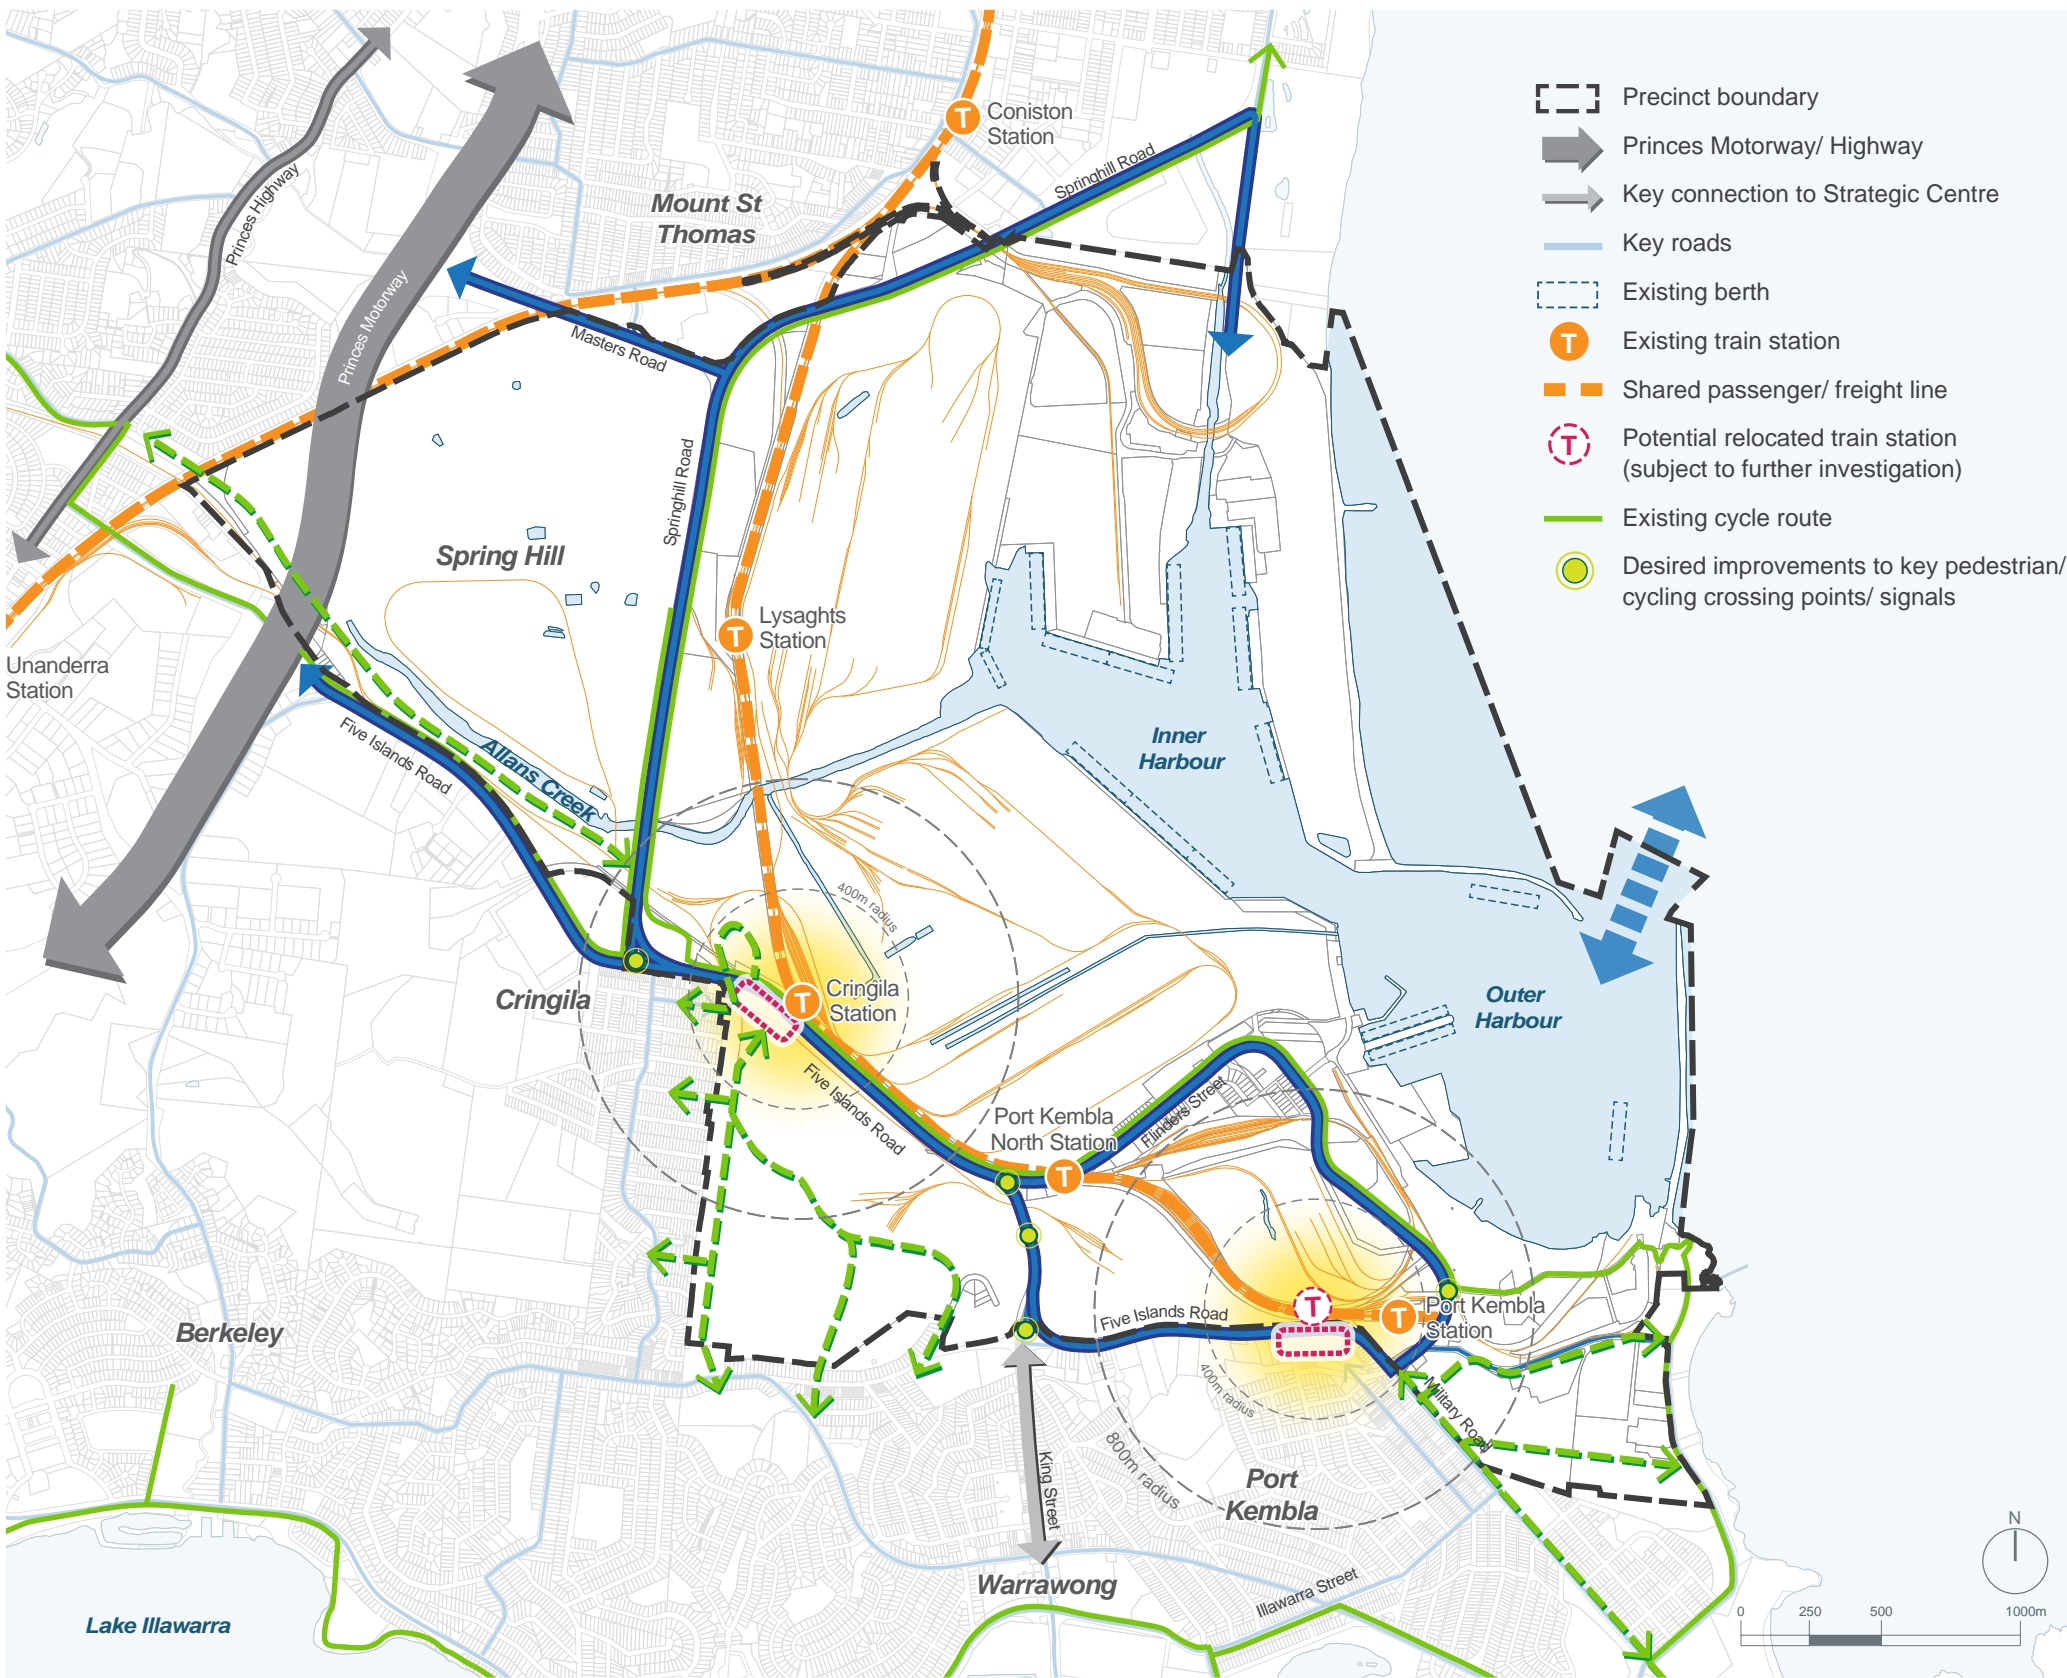 Precinct boundary
Princes Motorway/ Highway
Key connection to Strategic Centre
Key roads
Existing berth
T
Existing train station
Shared passenger/ freight line
T
Potential relocated train station
(subject to further investigation)
Existing cycle route
Desired improvements to key pedestrian/
cycling crossing points/ signals
T
Coniston
Station
Springhill Road
Mount St
Thomas
Princes Highway
Princes Motorway
Masters Road
Springhill Road
Spring Hill
T
Lysaghts
Station
Unanderra
Station
Five Islands Road
Allans Creek
Inner
Harbour
400m radius
Cringila
T
Cringila
Station
Outer
Harbour
Five Islands Road
Port Kembla
North Station
T
Flinders Street
Five Islands Road
T
T
Port Kembla
Station
Berkeley
400m radius
Military Road
800m radius
King Street
Port
Kembla
Warrawong
Illawarra Street
Lake Illawarra
N
0 250 500 1000m